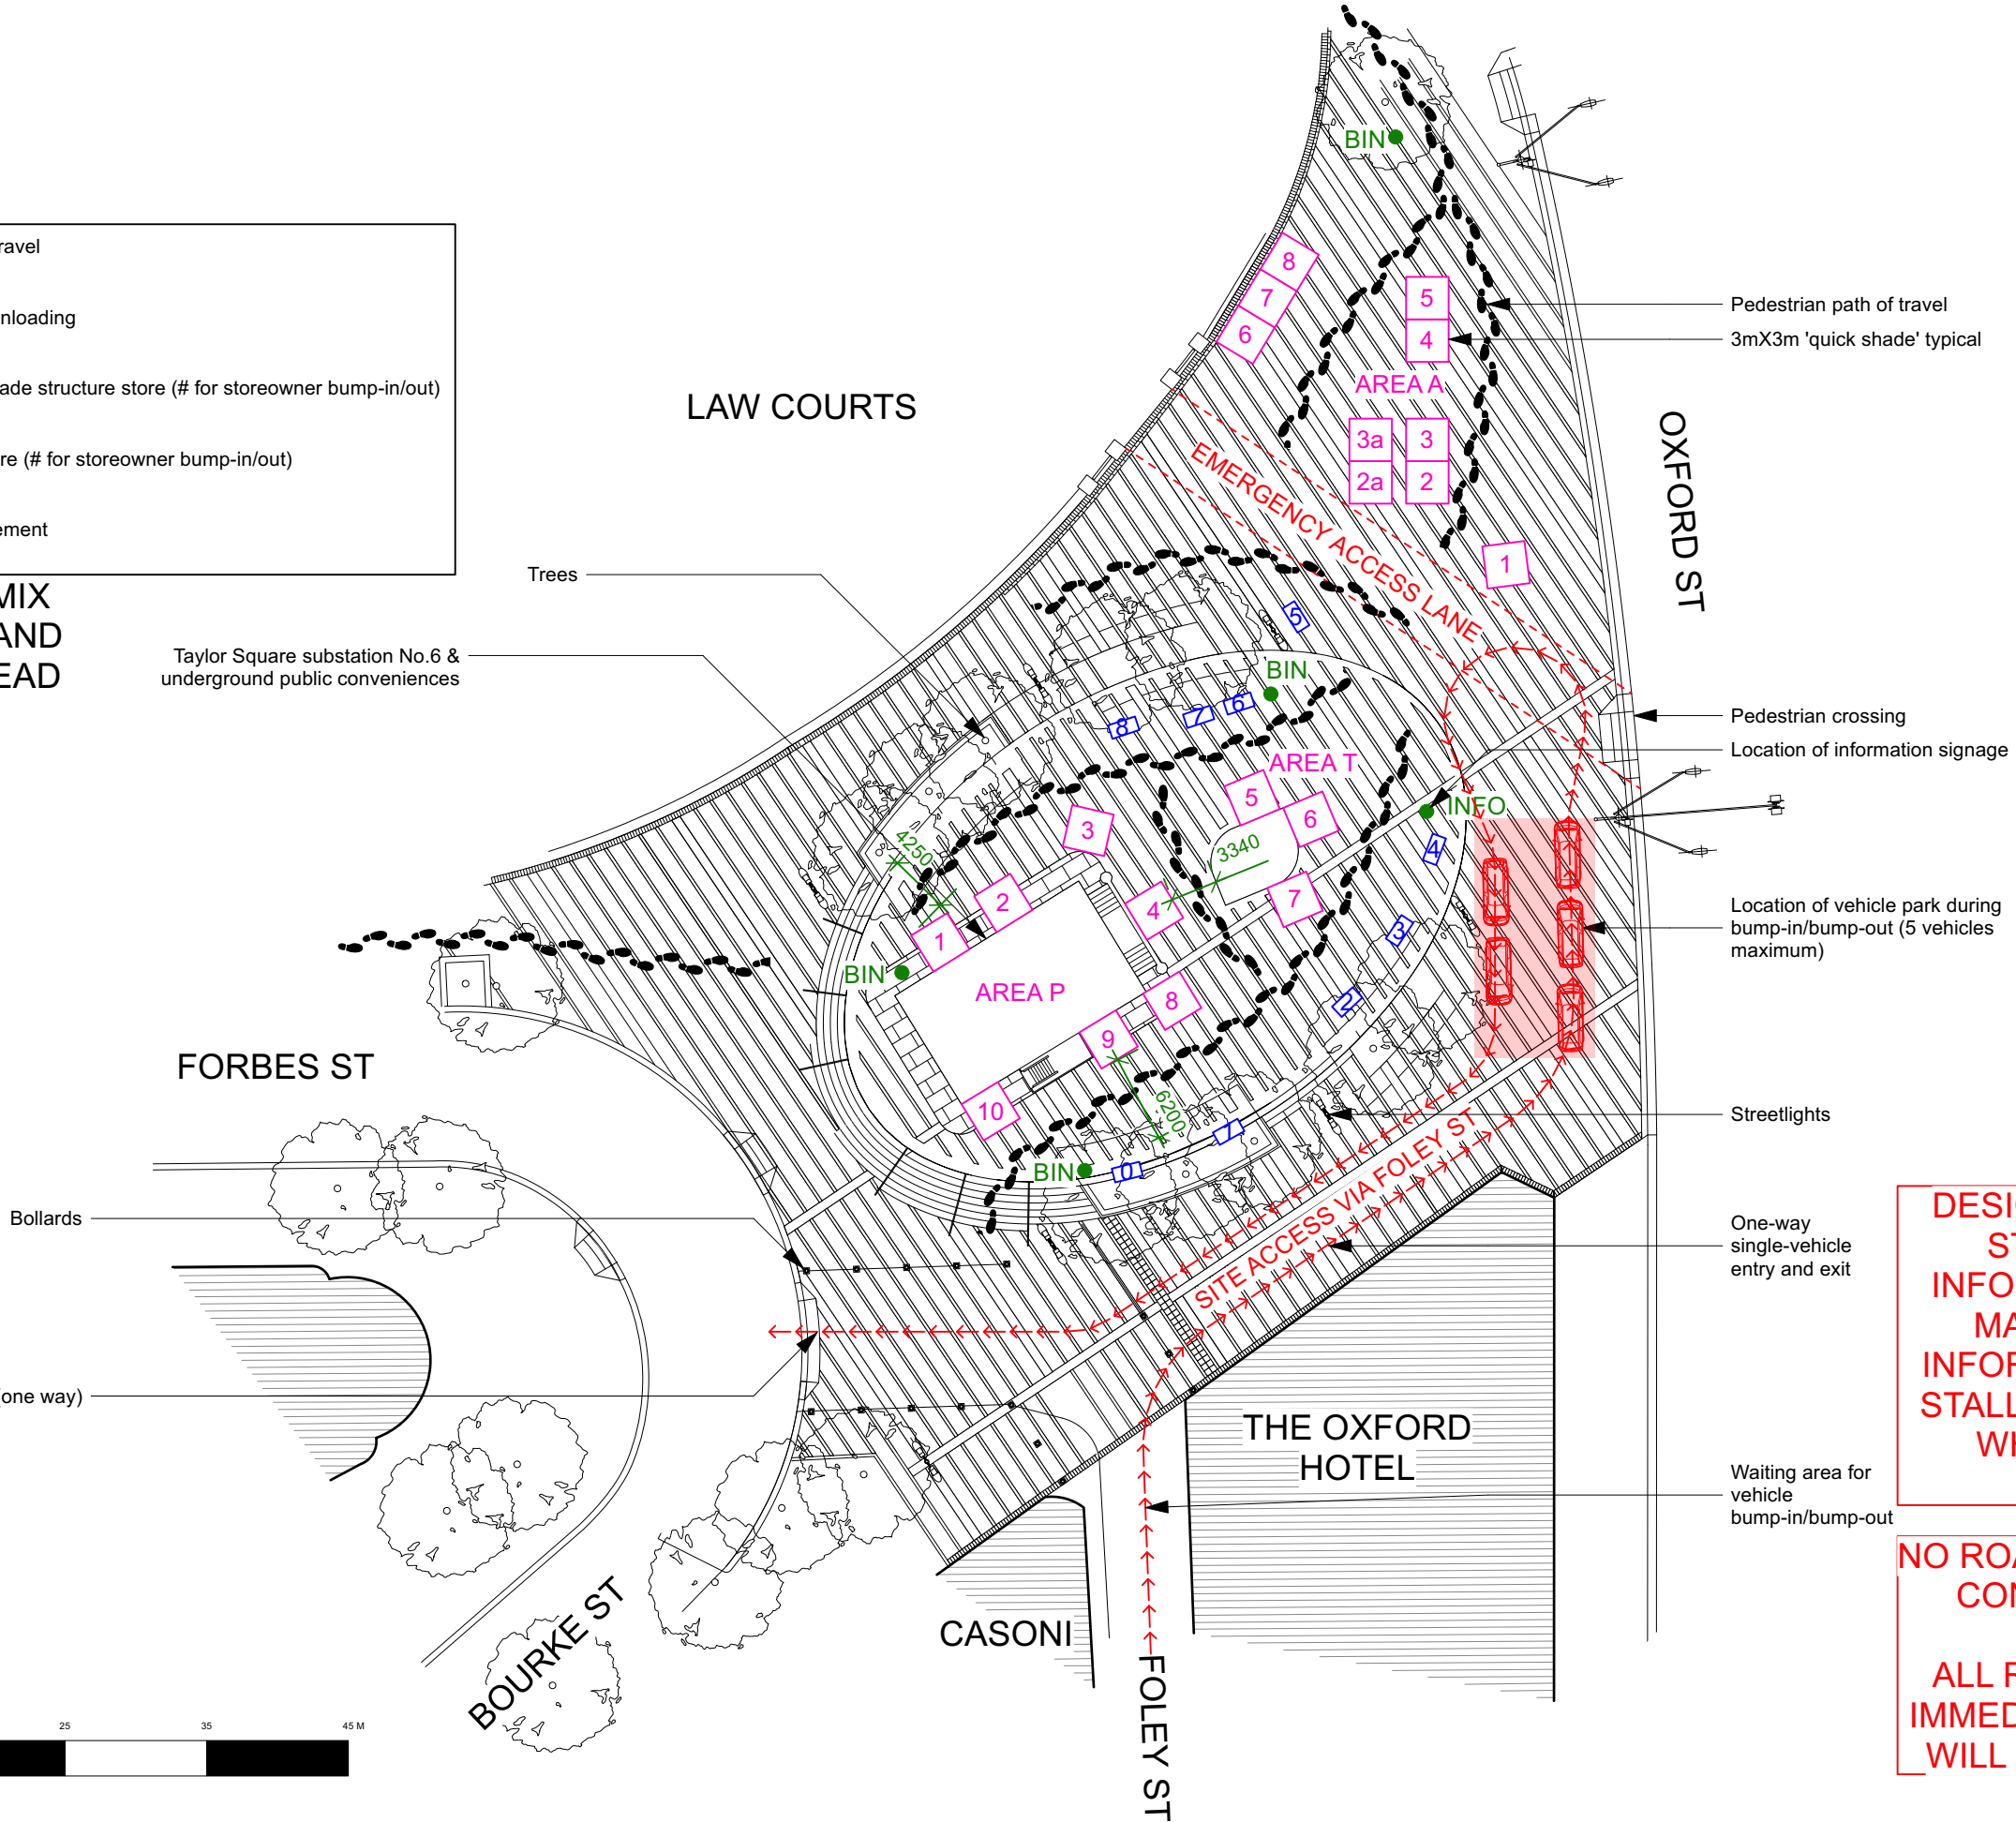 ravel
nloading
ade structure store (# for storeowner bump-in/out)
re (# for storeowner bump-in/out)
ement
MIX
AND
EAD
LAW COURTS
Trees
Taylor Square substation No.6 &
underground public conveniences
BIN
8
7
6
5
4
AREA A
3a
3
2a
2
1
EMERGENCY ACCESS LANE
OXFORD ST
Pedestrian path of travel
3mX3m 'quick shade' typical
5
BIN
8
7
6
AREA T
5
6
7
3340
INFO
4
3
2
1
0
4250
3
2
1
4
BIN
AREA P
8
9
10
6200
BIN
Pedestrian crossing
Location of information signage
Location of vehicle park during
bump-in/bump-out (5 vehicles
maximum)
Streetlights
One-way
single-vehicle
entry and exit
Waiting area for
vehicle
bump-in/bump-out
FORBES ST
Bollards
one way)
SITE ACCESS VIA FOLEY ST
THE OXFORD
HOTEL
CASONI
BOURKE ST
FOLEY ST
25
35
45 M
DESI
ST
INFO
MA
INFOR
STALL
WH
NO ROA
CON
ALL R
IMMED
WILL